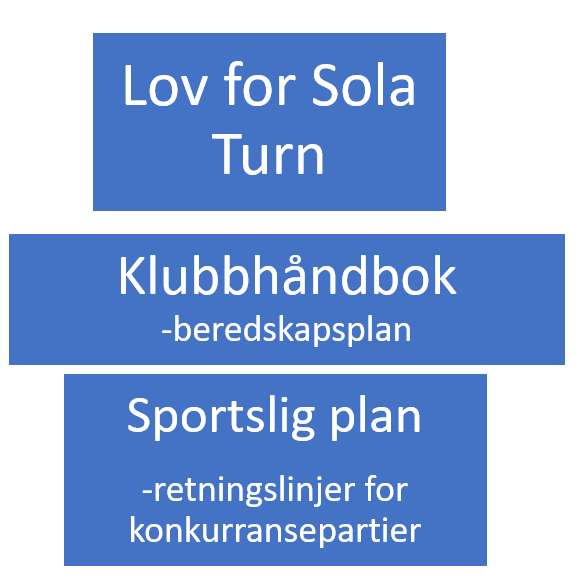 Lov for Sola
Turn
Klubbhåndbok
-beredskapsplan
Sportslig plan
-retningslinjer for
konkurransepartier